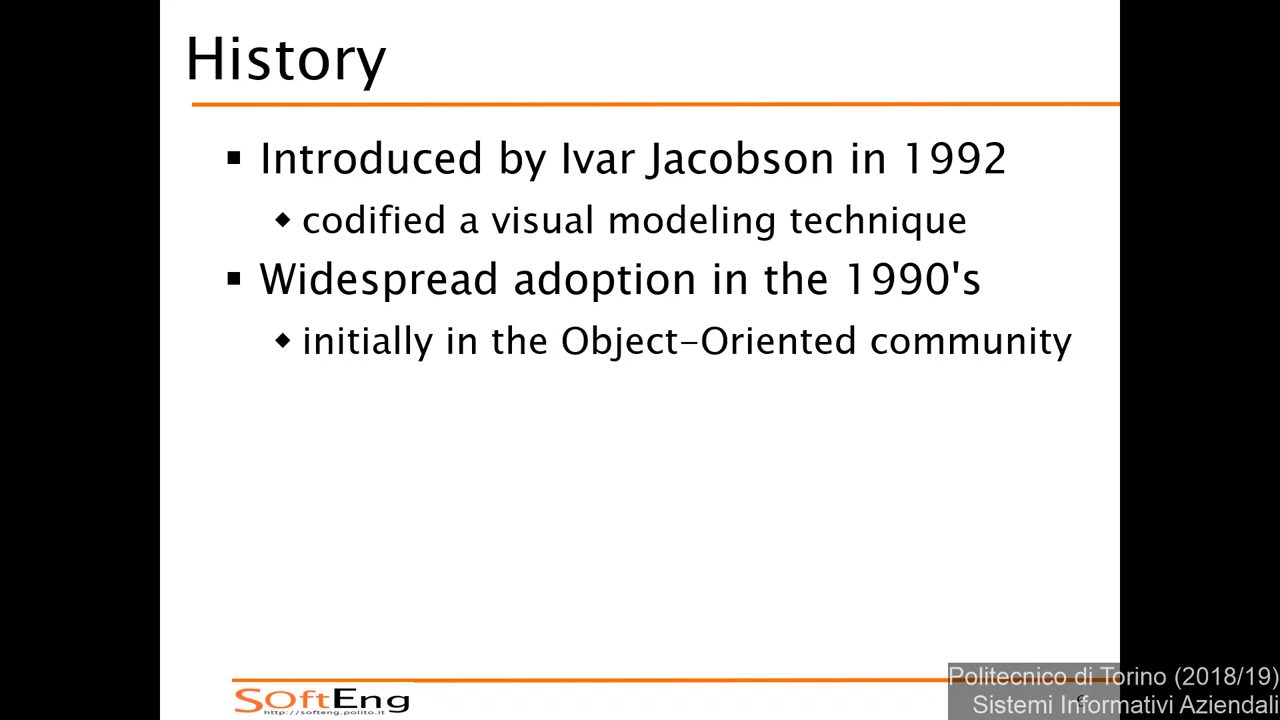 History
▪ Introduced by Ivar Jacobson in 1992
◆ codified a visual modeling technique
▪ Widespread adoption in the 1990's
◆ initially in the Object-Oriented community
SoftEng
http://softeng.polito.it
Politecnico di Torino (2018/19)
Sistemi Informativi Aziendali